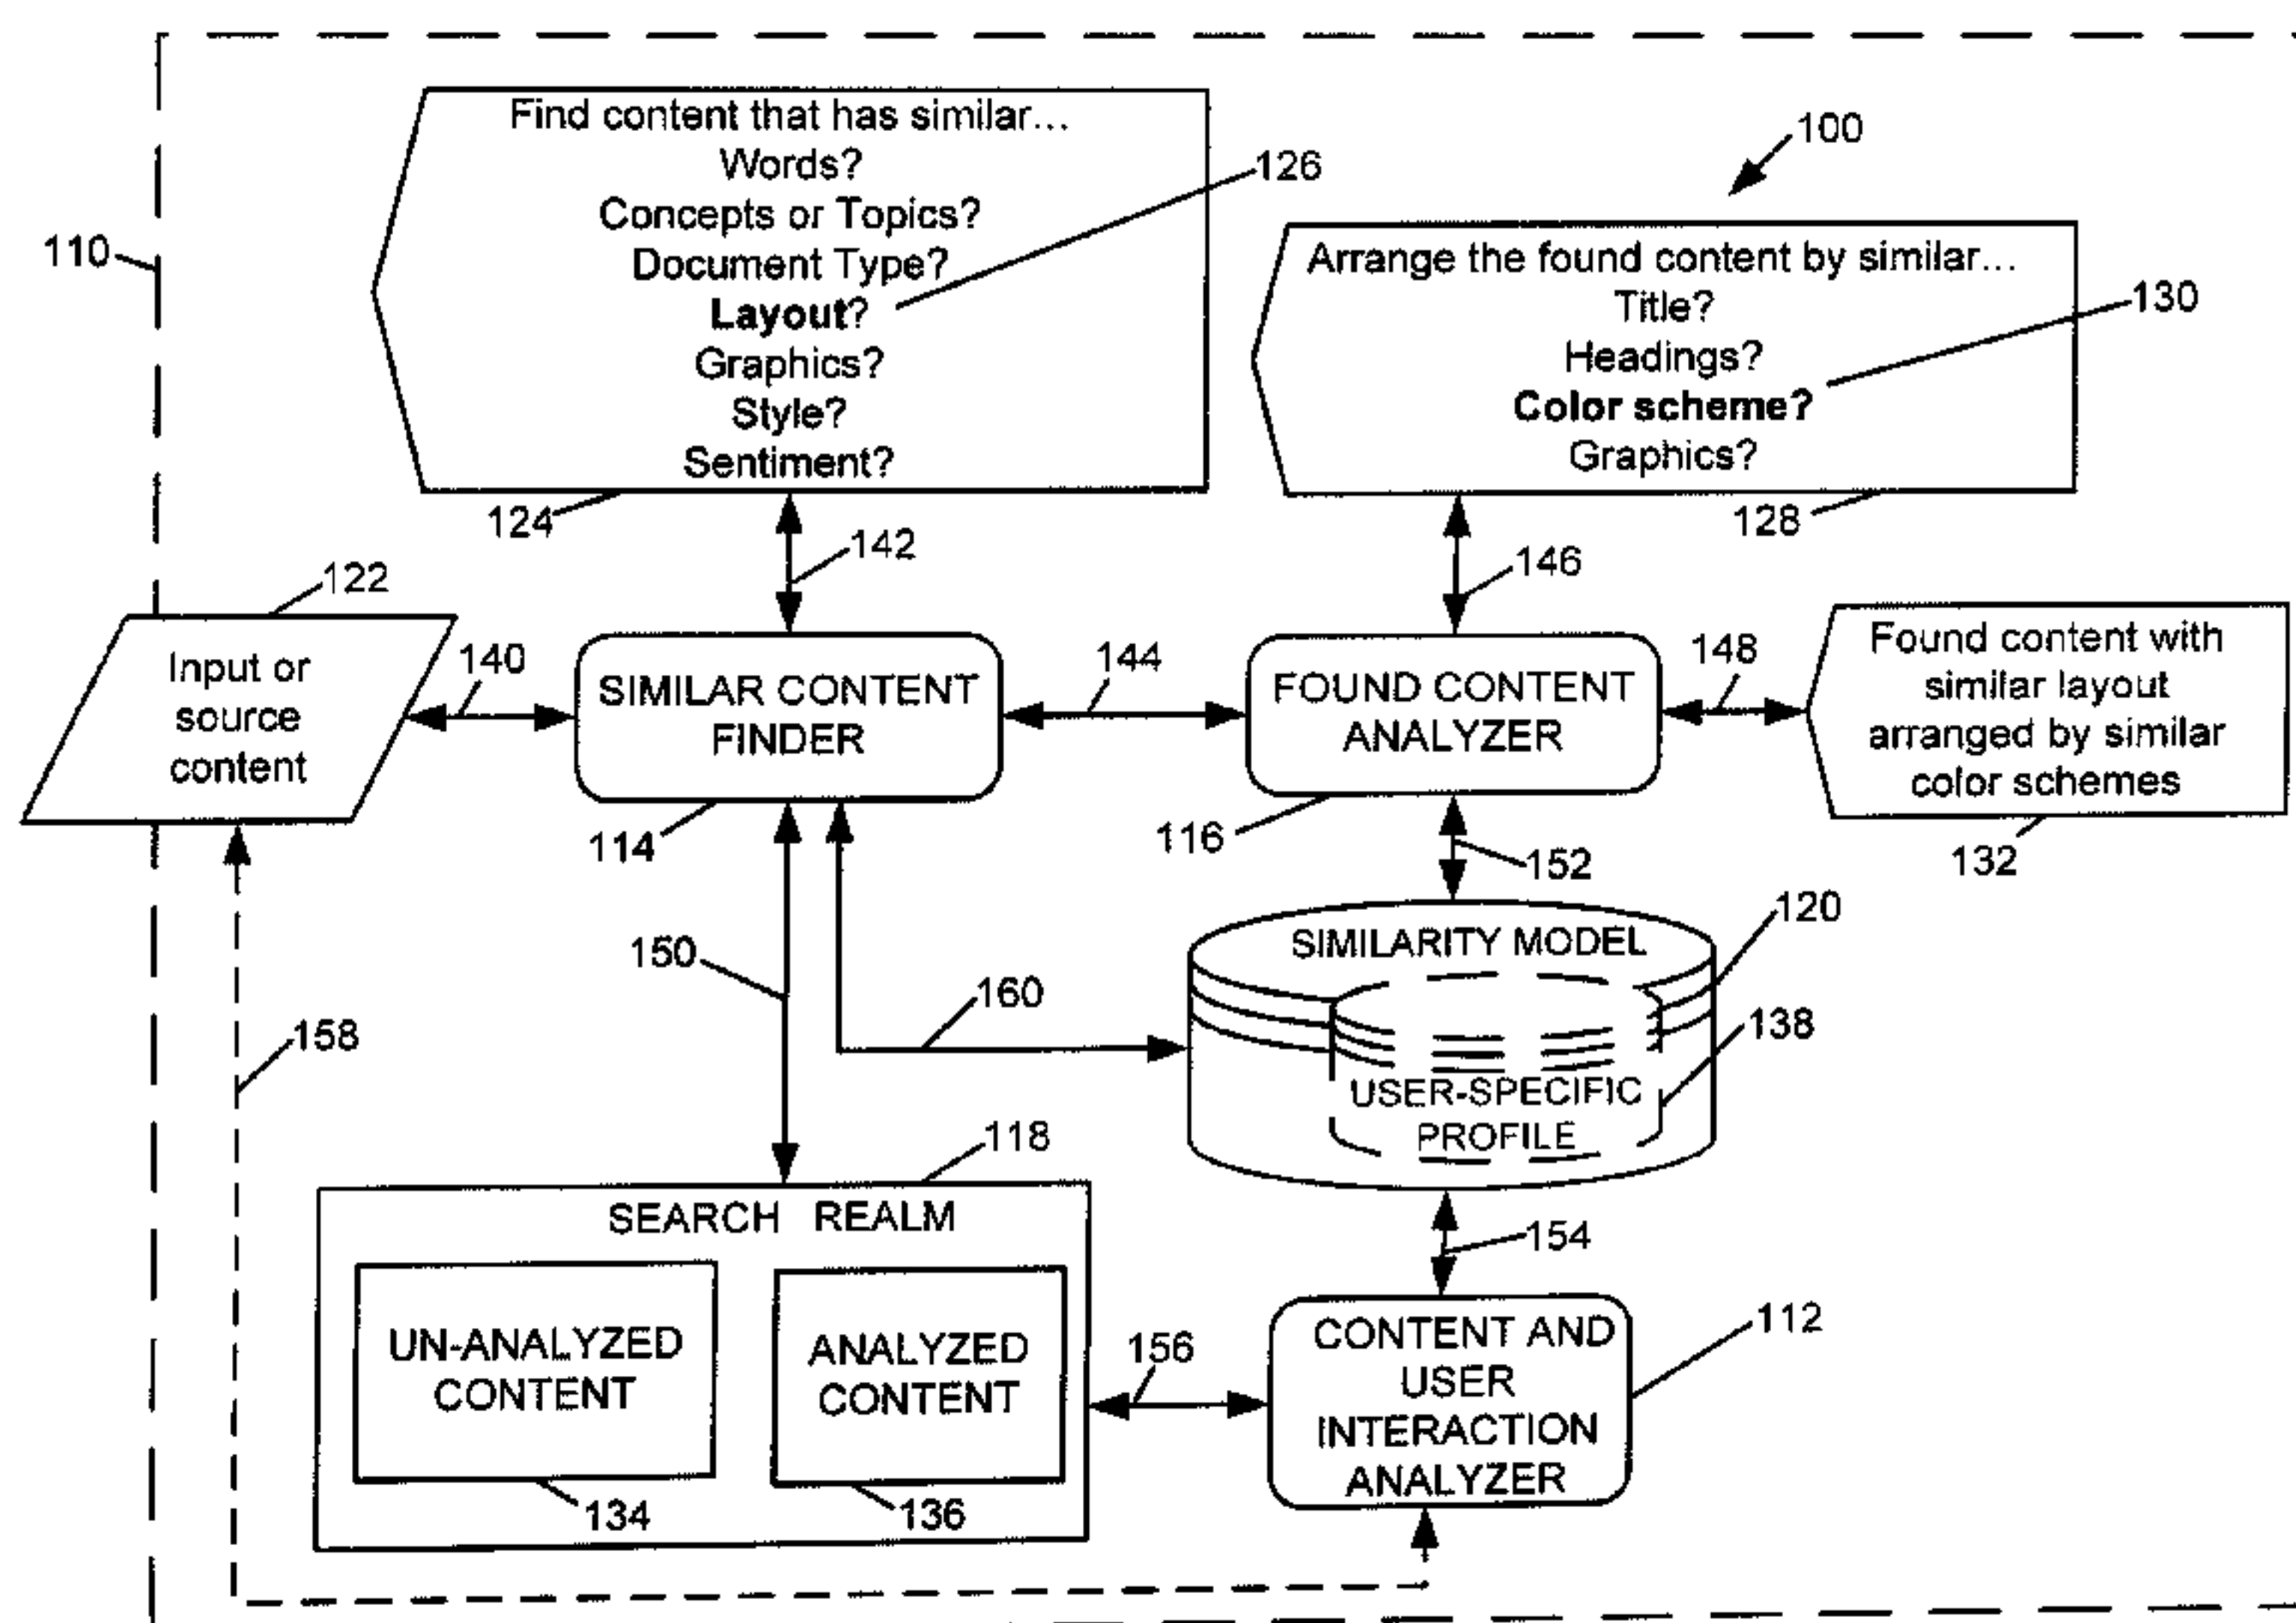 100
110
Find content that has similar...
Words?
Concepts or Topics?
Document Type?
Layout?
Graphics?
Style?
Sentiment?
126
124
Arrange the found content by similar...
Title?
Headings?
Color scheme?
Graphics?
130
128
142
146
122
Input or
source
content
140
SIMILAR CONTENT
FINDER
114
144
FOUND CONTENT
ANALYZER
116
148
Found content with
similar layout
arranged by similar
color schemes
132
152
150
160
158
SIMILARITY MODEL
120
USER-SPECIFIC
PROFILE
138
118
SEARCH REALM
UN-ANALYZED
CONTENT
134
ANALYZED
CONTENT
136
156
154
CONTENT AND
USER
INTERACTION
ANALYZER
112